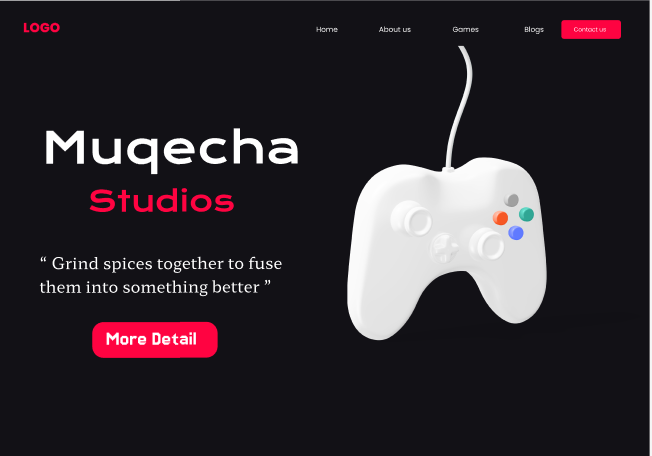 LOGO
Home About us Games Blogs Contact us
Muqecha
Studios
“ Grind spices together to fuse
them into something better ”
More Detail